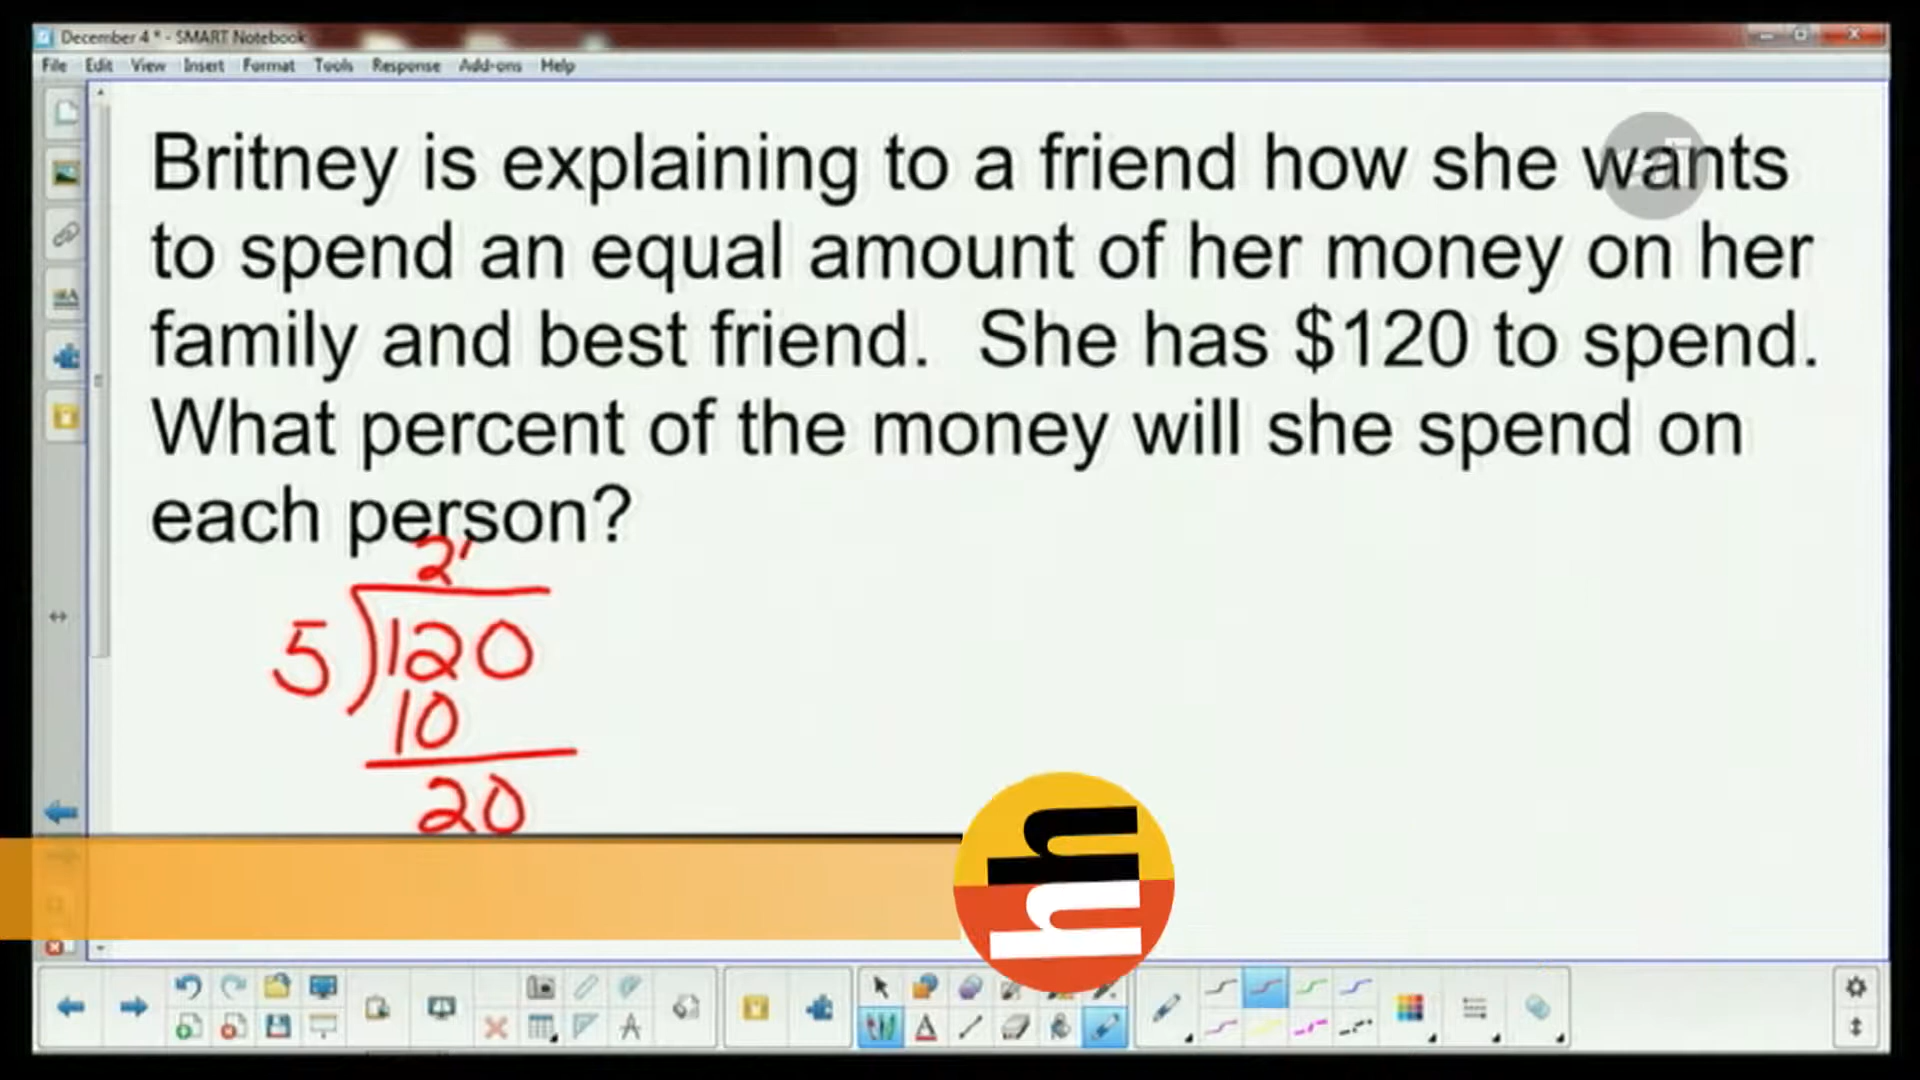 December 4 * - SMART Notebook
File Edit View Insert Format Tools Response Add-ons Help
Britney is explaining to a friend how she wants
to spend an equal amount of her money on her
family and best friend. She has $120 to spend.
What percent of the money will she spend on
each person?
2
5 120
10
20